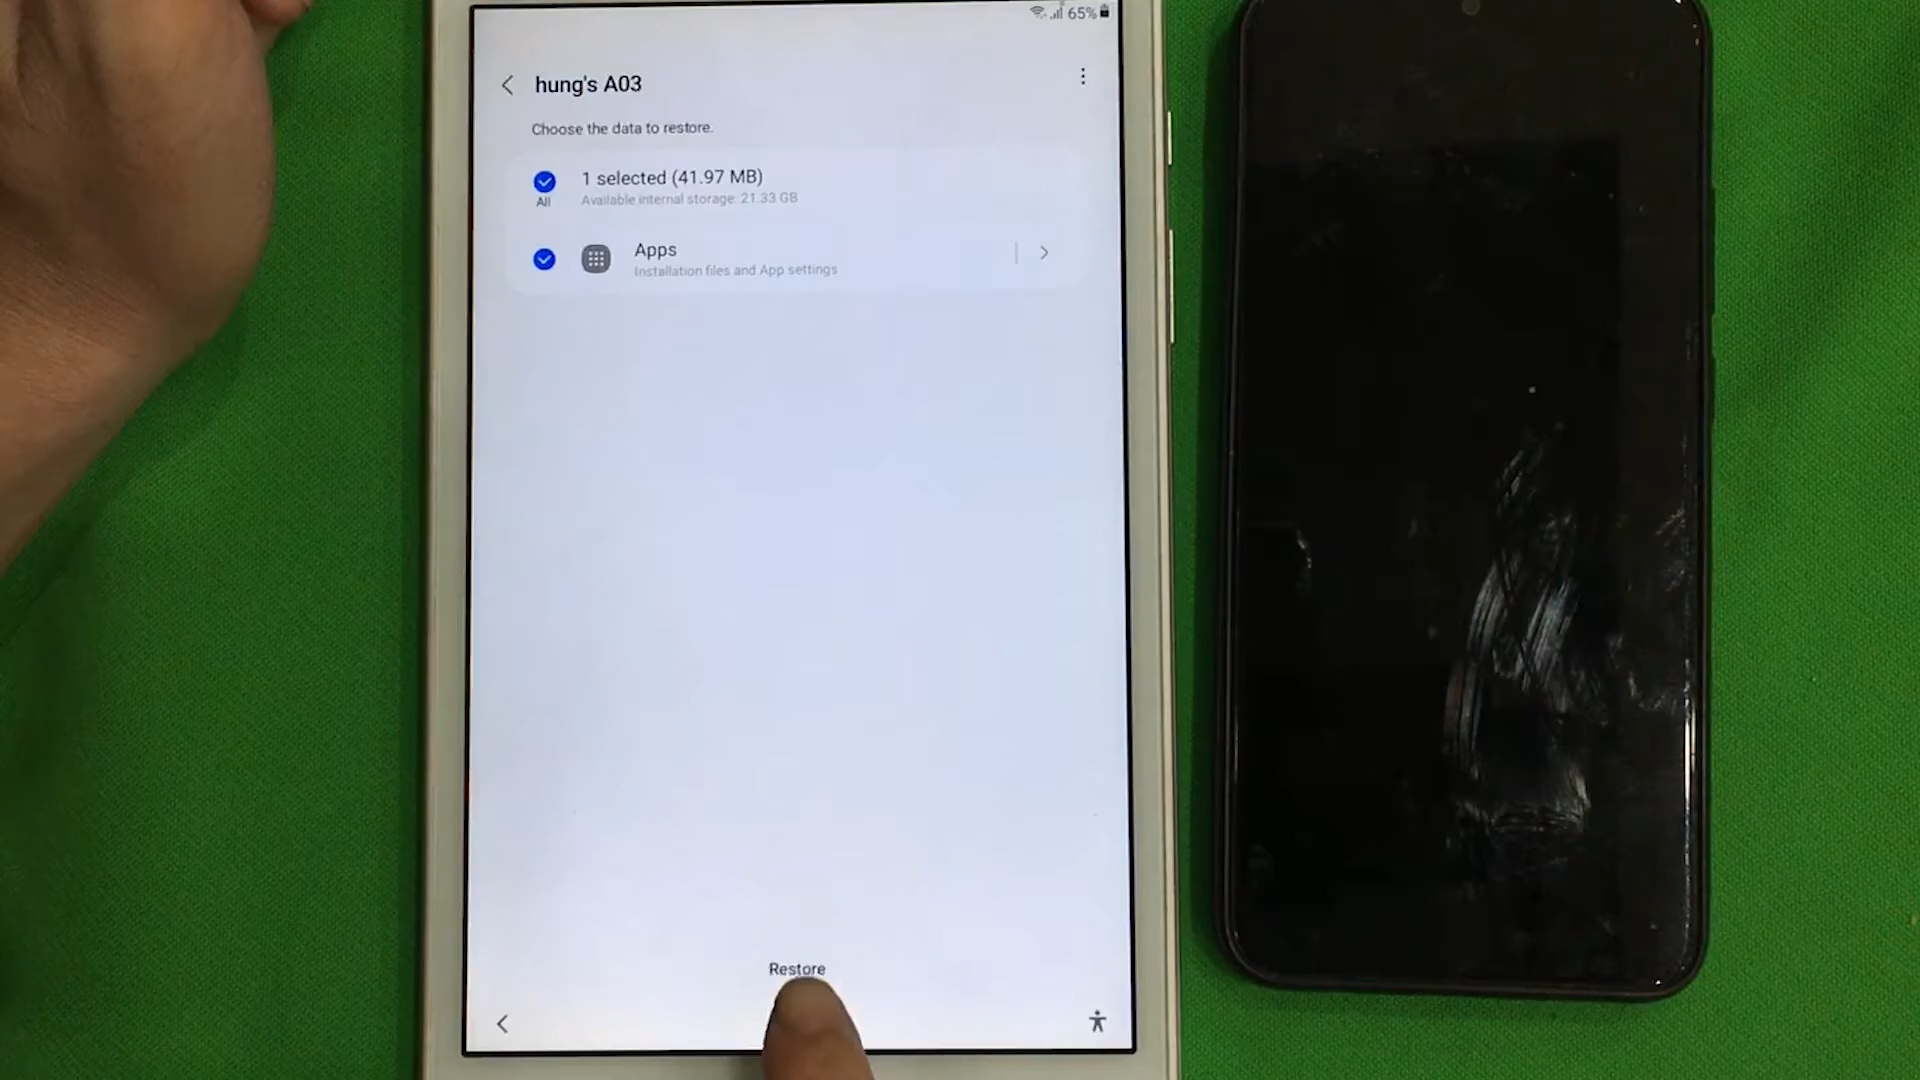 65%
hung's A03
Choose the data to restore.
1 selected (41.97 MB)
All
Available internal storage: 21.33 GB
Apps
Installation files and App settings
Restore